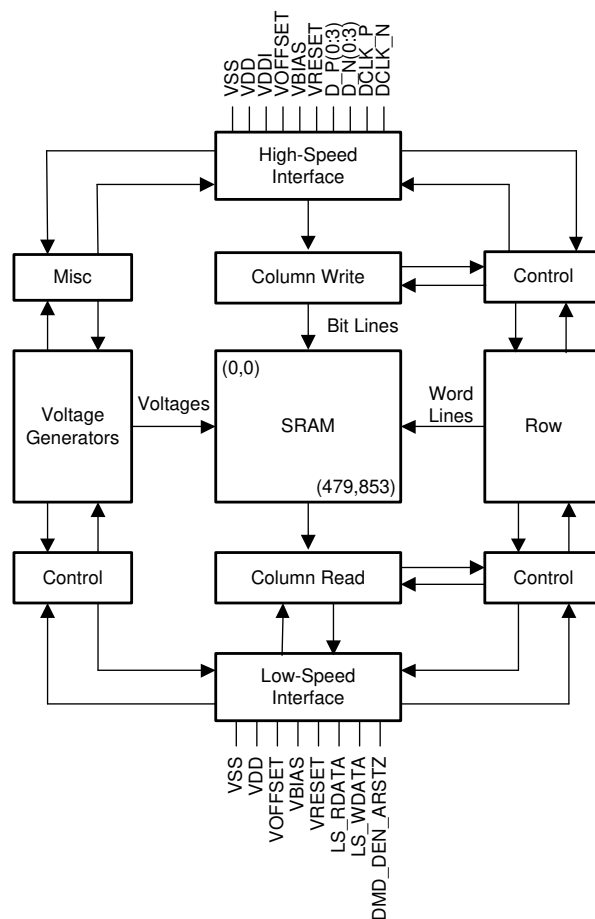 VSS
VDD
VDDI
VOFFSET
VBIAS
VRESET
D_P(0:3)
D_N(0:3)
DCLK_P
DCLK_N
High-Speed
Interface
Misc
Column Write
Control
Bit Lines
Voltage
Generators
Voltages
(0,0)
SRAM
(479,853)
Word
Lines
Row
Control
Column Read
Control
Low-Speed
Interface
VSS
VDD
VOFFSET
VBIAS
VRESET
LS_RDATA
LS_WDATA
DMD_DEN_ARSTZ